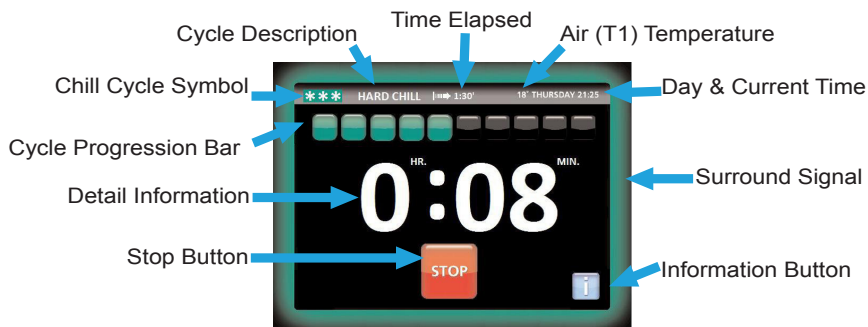 Time Elapsed
Cycle Description
Air (T1) Temperature
Chill Cycle Symbol
*** HARD CHILL 1:30' 18° THURSDAY 21:25
Day & Current Time
Cycle Progression Bar
HR. MIN.
0:08
Detail Information
Surround Signal
Stop Button
STOP
i
Information Button